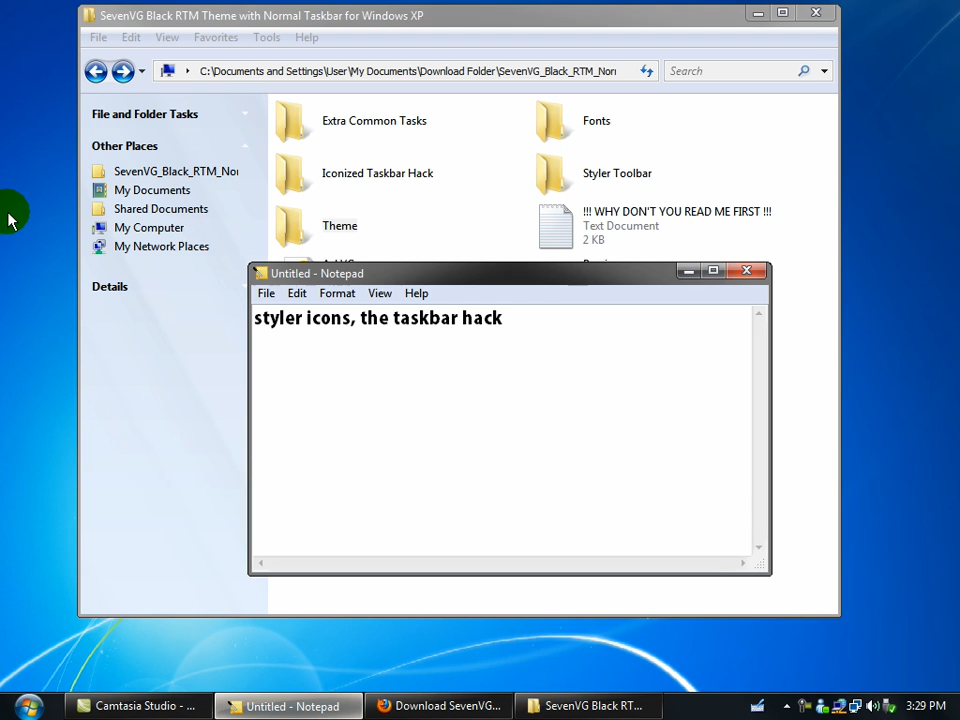 SevenVG Black RTM Theme with Normal Taskbar for Windows XP
File Edit View Favorites Tools Help
C:\Documents and Settings\User\My Documents\Download Folder\SevenVG_Black_RTM_Nor
Search
File and Folder Tasks
Other Places
SevenVG_Black_RTM_Nor
My Documents
Shared Documents
My Computer
My Network Places
Details
Extra Common Tasks
Fonts
Iconized Taskbar Hack
Styler Toolbar
Theme
!!! WHY DON'T YOU READ ME FIRST !!!
Text Document
2 KB
Untitled - Notepad
File Edit Format View Help
styler icons, the taskbar hack
Camtasia Studio - ...
Untitled - Notepad
Download SevenVG...
SevenVG Black RT...
3:29 PM